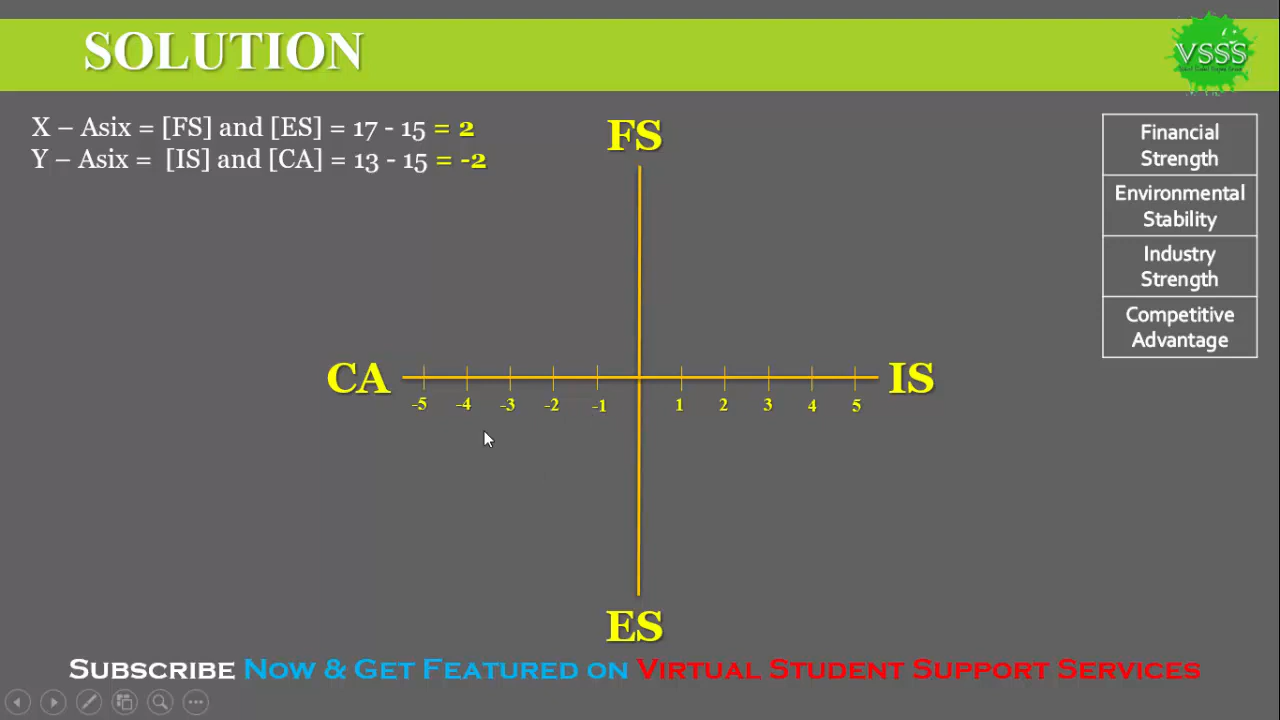 SOLUTION
VSSS
X – Asix = [FS] and [ES] = 17 - 15 = 2
Y – Asix = [IS] and [CA] = 13 - 15 = -2
FS
Financial
Strength
Environmental
Stability
Industry
Strength
Competitive
Advantage
CA
IS
-5 -4 -3 -2 -1 1 2 3 4 5
ES
Subscribe Now & Get Featured on Virtual Student Support Services